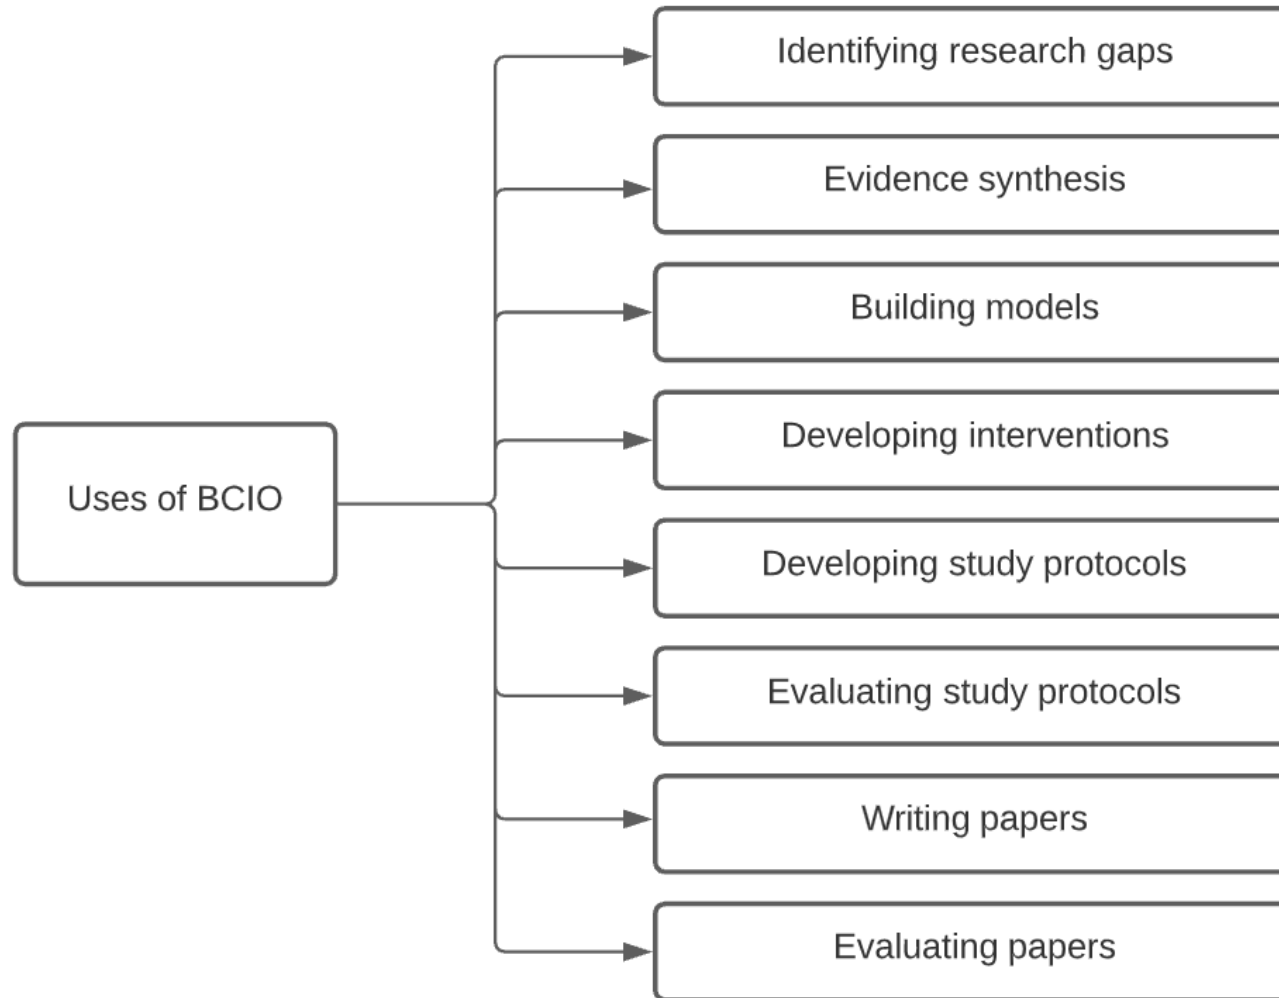 Identifying research gaps
Evidence synthesis
Building models
Developing interventions
Uses of BCIO
Developing study protocols
Evaluating study protocols
Writing papers
Evaluating papers